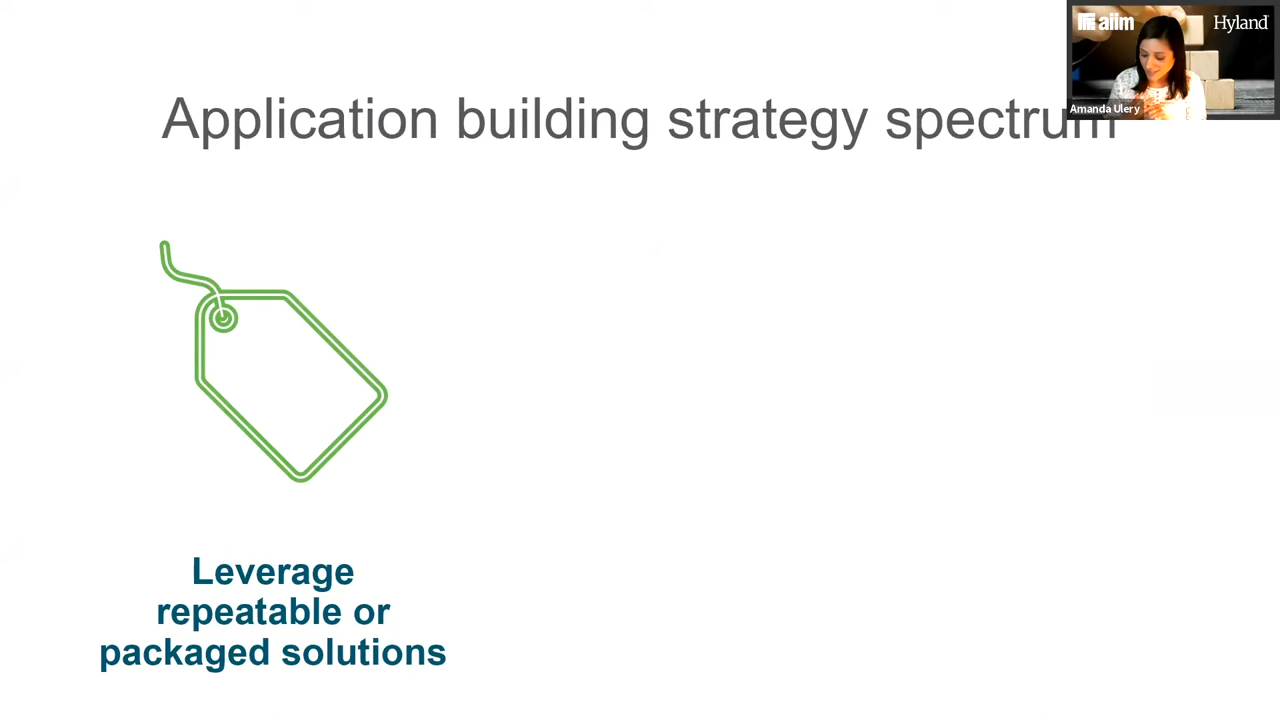 aiim
Hyland
Amanda Ulery
Application building strategy spectrum
Leverage
repeatable or
packaged solutions